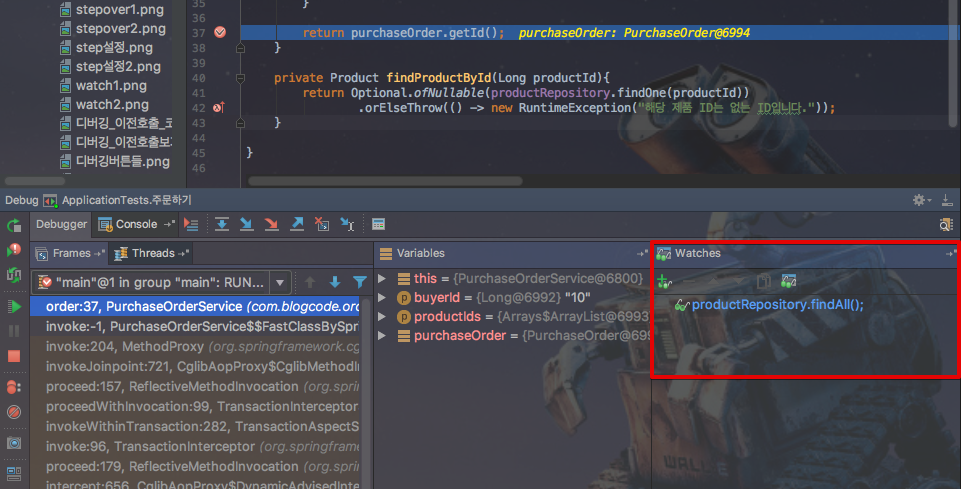 stepover1.png
stepover2.png
step설정.png
step설정2.png
watch1.png
watch2.png
디버깅_이전호출_코
디버깅_이전호출보기
디버깅버튼들.png
35 }
36
37 return purchaseOrder.getId(); purchaseOrder: PurchaseOrder@6994
38 }
39
40 private Product findProductById(Long productId){
41 return Optional.ofNullable(productRepository.findOne(productId))
42 .orElseThrow(() -> new RuntimeException("해당 제품 ID는 없는 ID입니다."));
43 }
44
45 }
46
Debug ApplicationTests.주문하기
Debugger Console
Frames Threads
"main"@1 in group "main": RUN...
order:37, PurchaseOrderService (com.blogcode.ord
invoke:-1, PurchaseOrderService$$FastClassBySpr
invoke:204, MethodProxy (org.springframework.cg
invokeJoinpoint:721, CglibAopProxy$CglibMethodI
proceed:157, ReflectiveMethodInvocation (org.spri
proceedWithInvocation:99, TransactionInterceptor
invokeWithinTransaction:282, TransactionAspectS
invoke:96, TransactionInterceptor (org.springfram
proceed:179, ReflectiveMethodInvocation (org.spri
intercept:656, CglibAopProxy$DynamicAdvisedInte
Variables
this = {PurchaseOrderService@6800}
buyerId = {Long@6992} "10"
productIds = {Arrays$ArrayList@6993
purchaseOrder = {PurchaseOrder@699
Watches
productRepository.findAll();
WALL